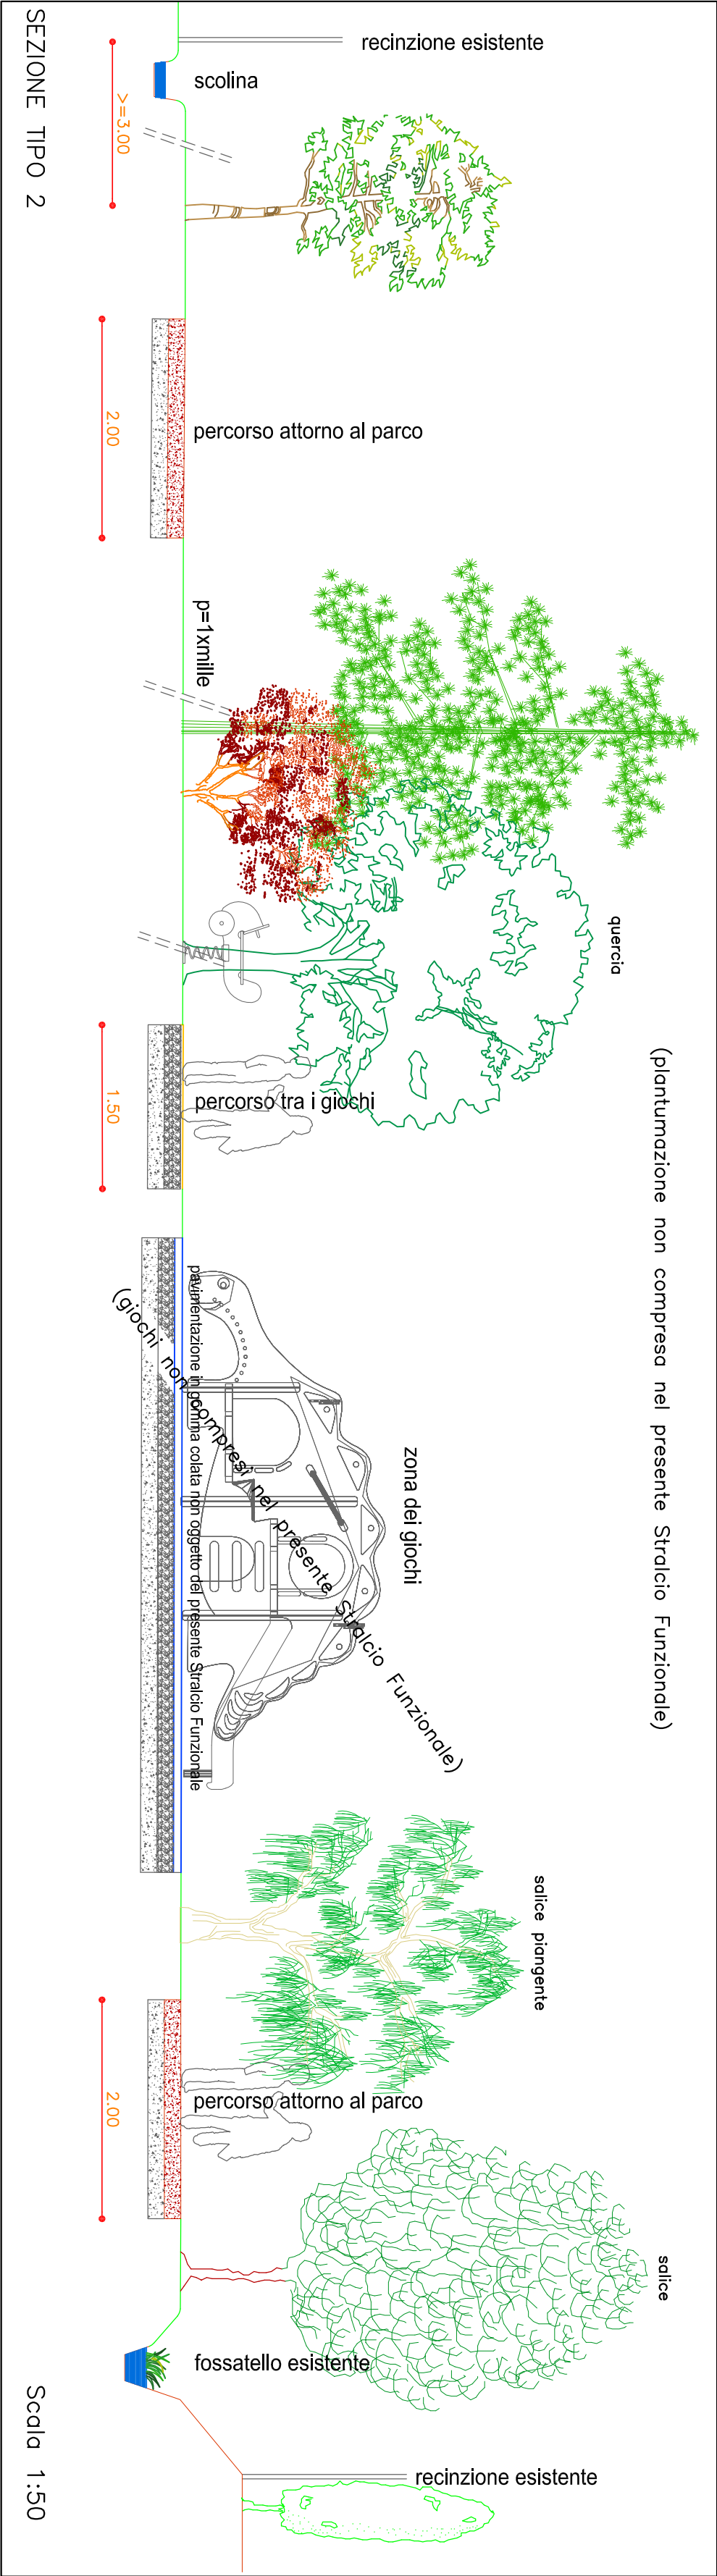 recinzione esistente
scolina
>=3.00
SEZIONE TIPO 2
percorso attorno al parco
2.00
p=1xmille
quercia
(plantumazione non compresa nel presente Stralcio Funzionale)
percorso tra i giochi
1.50
pavimentazione in gomma colata non oggetto del presente Stralcio Funzionale
(giochi non compresi nel presente Stralcio Funzionale)
zona dei giochi
salice piangente
percorso attorno al parco
2.00
salice
fossatello esistente
Scala 1:50
recinzione esistente